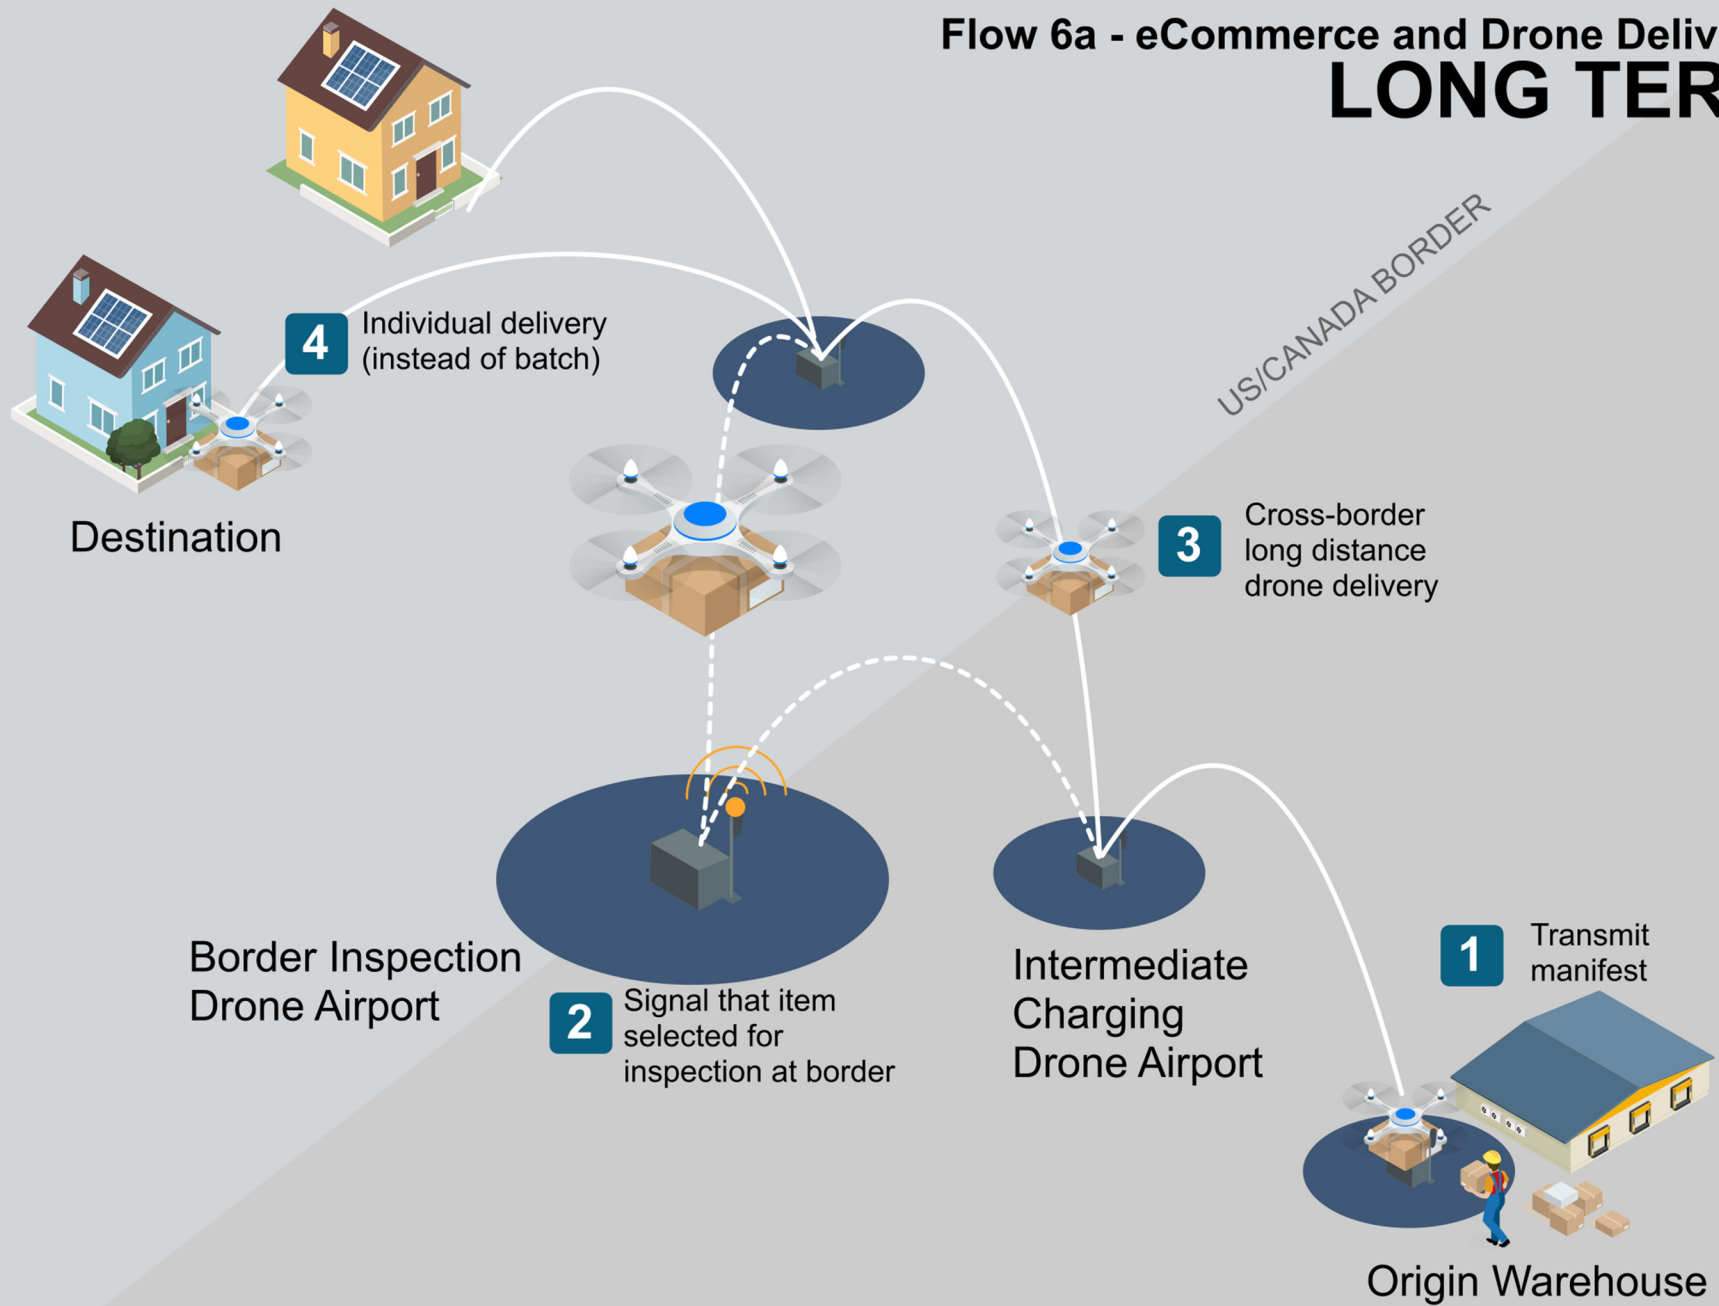 Flow 6a - eCommerce and Drone Deliv
LONG TER
US/CANADA BORDER
4
Individual delivery
(instead of batch)
Destination
3
Cross-border
long distance
drone delivery
Border Inspection
Drone Airport
2
Signal that item
selected for
inspection at border
Intermediate
Charging
Drone Airport
1
Transmit
manifest
Origin Warehouse